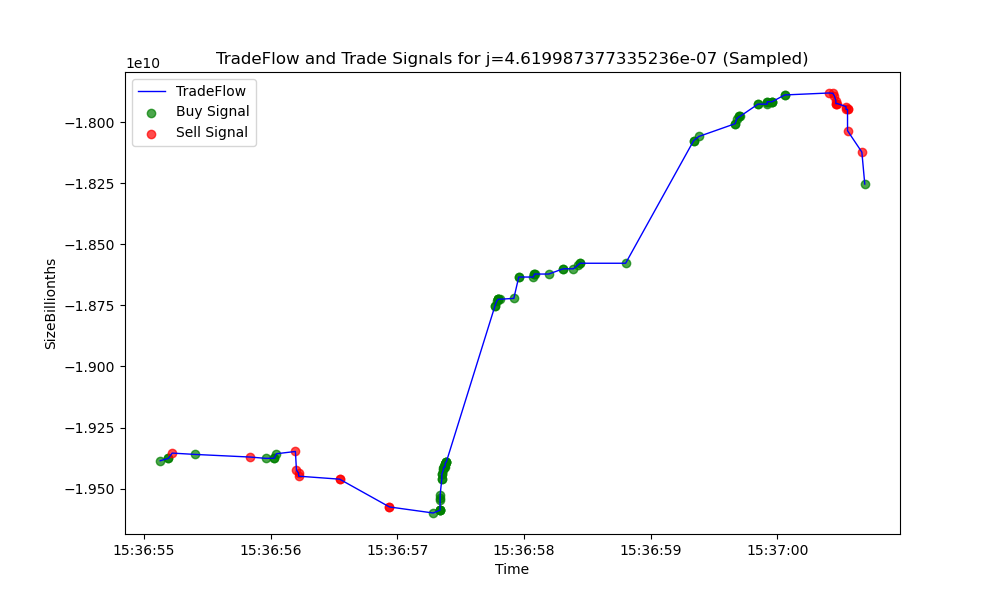 TradeFlow and Trade Signals for j=4.619987377335236e-07 (Sampled)
1e10
TradeFlow
Buy Signal
Sell Signal
−1.800
−1.825
−1.850
−1.875
−1.900
−1.925
−1.950
SizeBillionths
15:36:55 15:36:56 15:36:57 15:36:58 15:36:59 15:37:00
Time